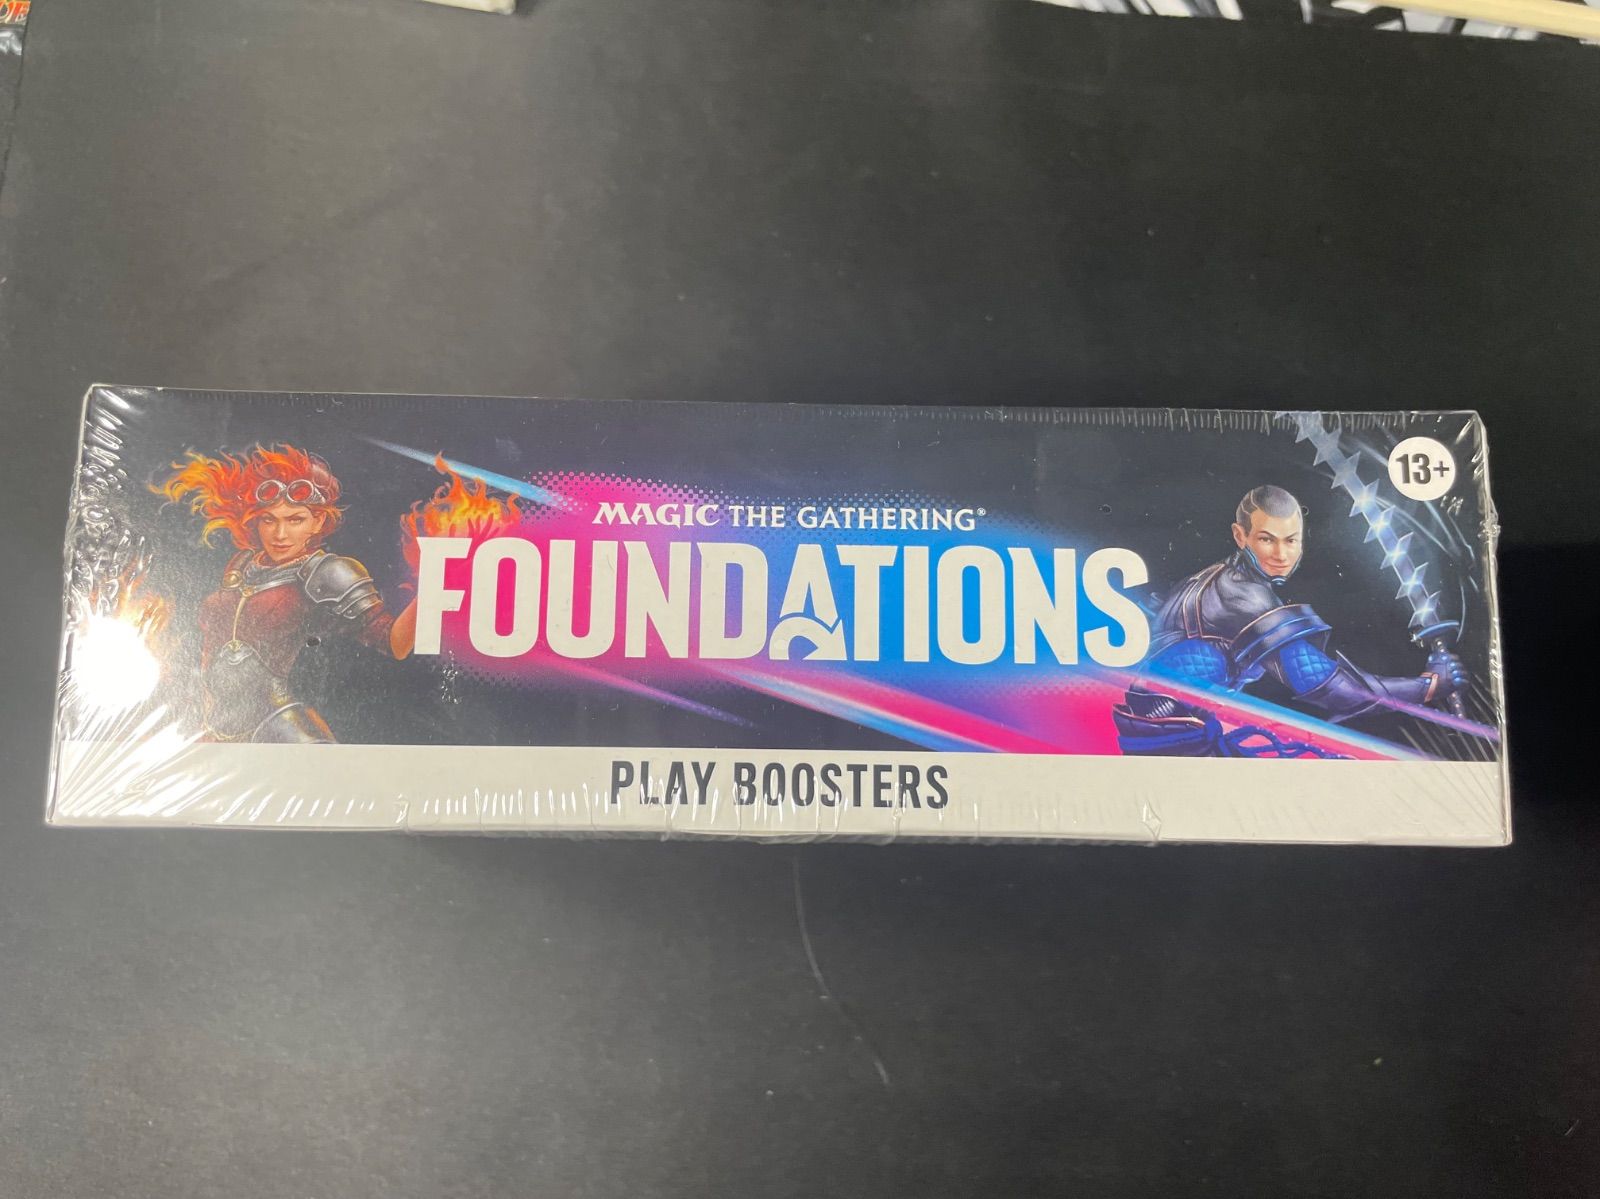 13+
MAGIC THE GATHERING®
FOUNDATIONS
PLAY BOOSTERS